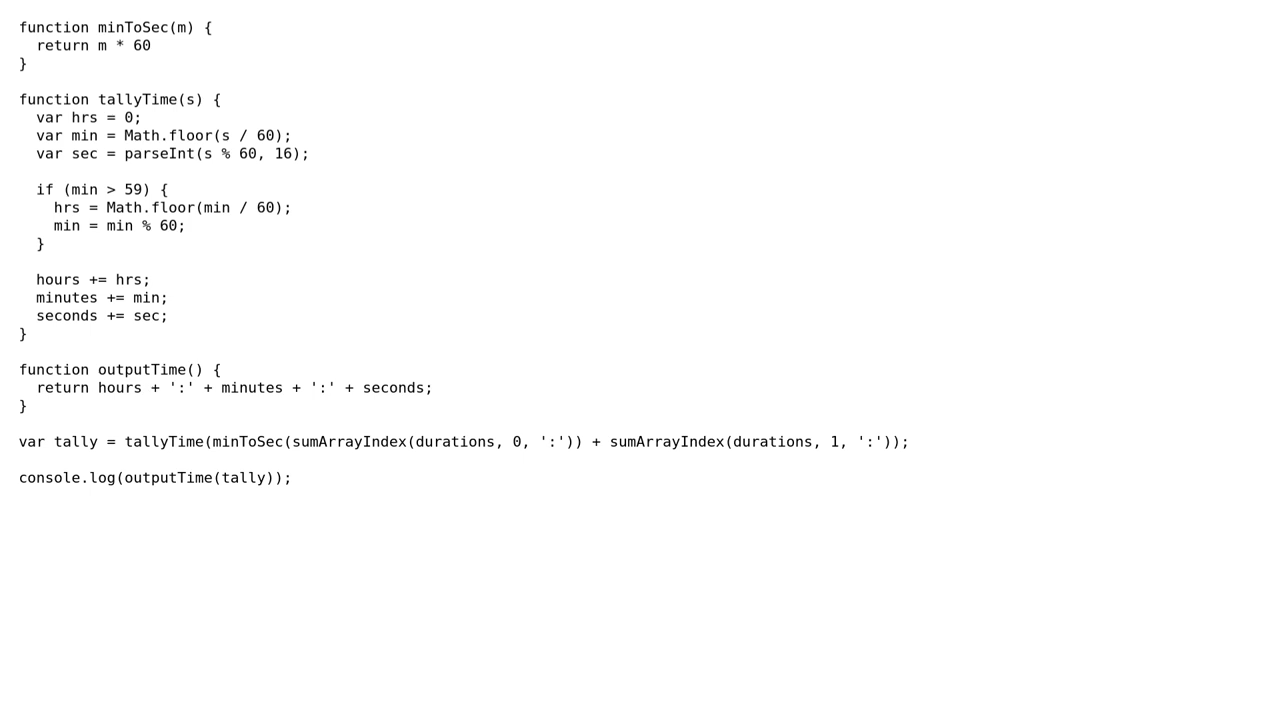 function minToSec(m) {
  return m * 60
}

function tallyTime(s) {
  var hrs = 0;
  var min = Math.floor(s / 60);
  var sec = parseInt(s % 60, 16);

  if (min > 59) {
    hrs = Math.floor(min / 60);
    min = min % 60;
  }

  hours += hrs;
  minutes += min;
  seconds += sec;
}

function outputTime() {
  return hours + ':' + minutes + ':' + seconds;
}

var tally = tallyTime(minToSec(sumArrayIndex(durations, 0, ':')) + sumArrayIndex(durations, 1, ':'));

console.log(outputTime(tally));